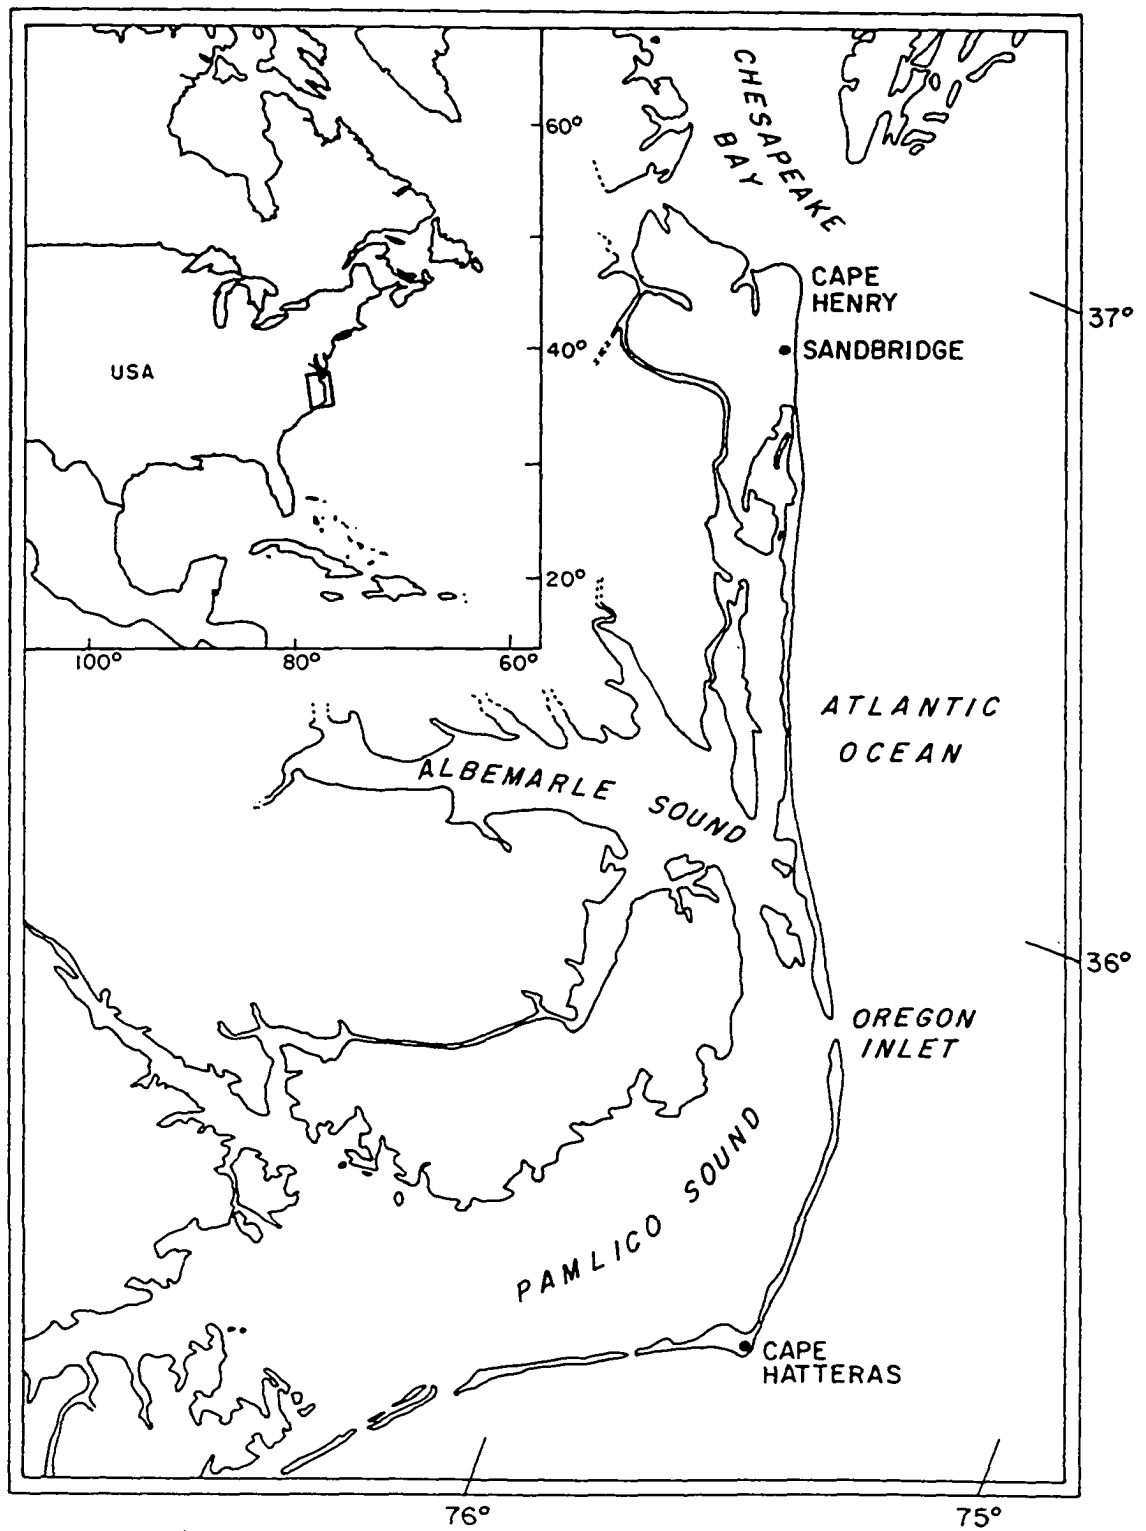 CHESAPEAKE
BAY
60°
CAPE
HENRY
37°
40°
SANDBRIDGE
USA
20°
100°
80°
60°
ATLANTIC
OCEAN
ALBEMARLE SOUND
36°
OREGON
INLET
PAMLICO SOUND
CAPE
HATTERAS
76°
75°